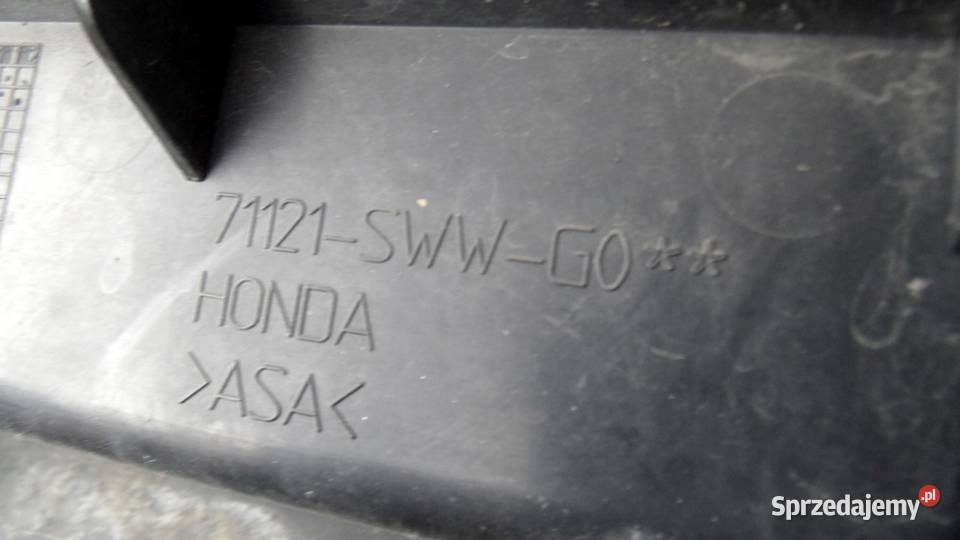 71121-SWW-G0**
HONDA
>ASA<
Sprzedajemy.pl